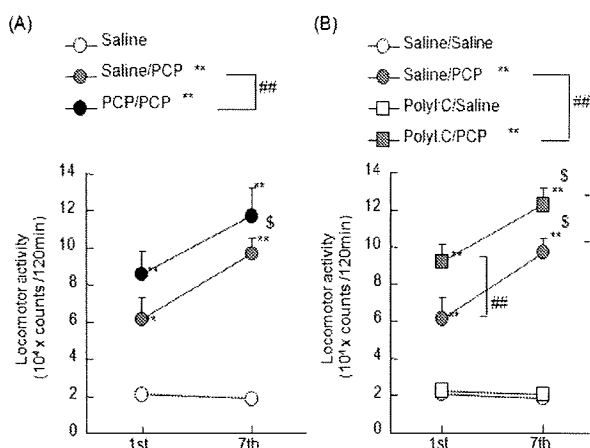 (A)
Saline
Saline/PCP **
PCP/PCP **
##
Locomotor activity
(10⁴ x counts/120min)
14
12
10
8
6
4
2
0
**
**
**
$
**
1st
7th
(B)
Saline/Saline
Saline/PCP **
PolyI:C/Saline
PolyI:C/PCP **
##
Locomotor activity
(10⁴ x counts/120min)
14
12
10
8
6
4
2
0
**
**
##
$
**
$
**
1st
7th